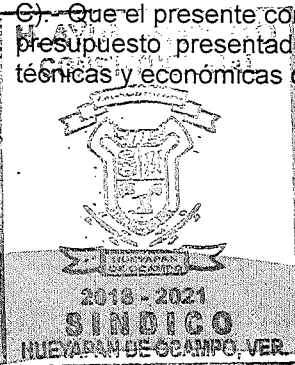 C).- Que el presente co
presupuesto presentad
técnicas y económicas
HUEYAPAN
DE OCAMPO
2018 - 2021
SINDICO
HUEYAPAN DE OCAMPO, VER.